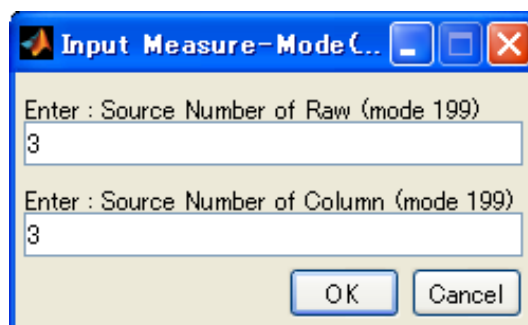 Input Measure-Mode(...
Enter : Source Number of Raw (mode 199)
3
Enter : Source Number of Column (mode 199)
3
OK Cancel